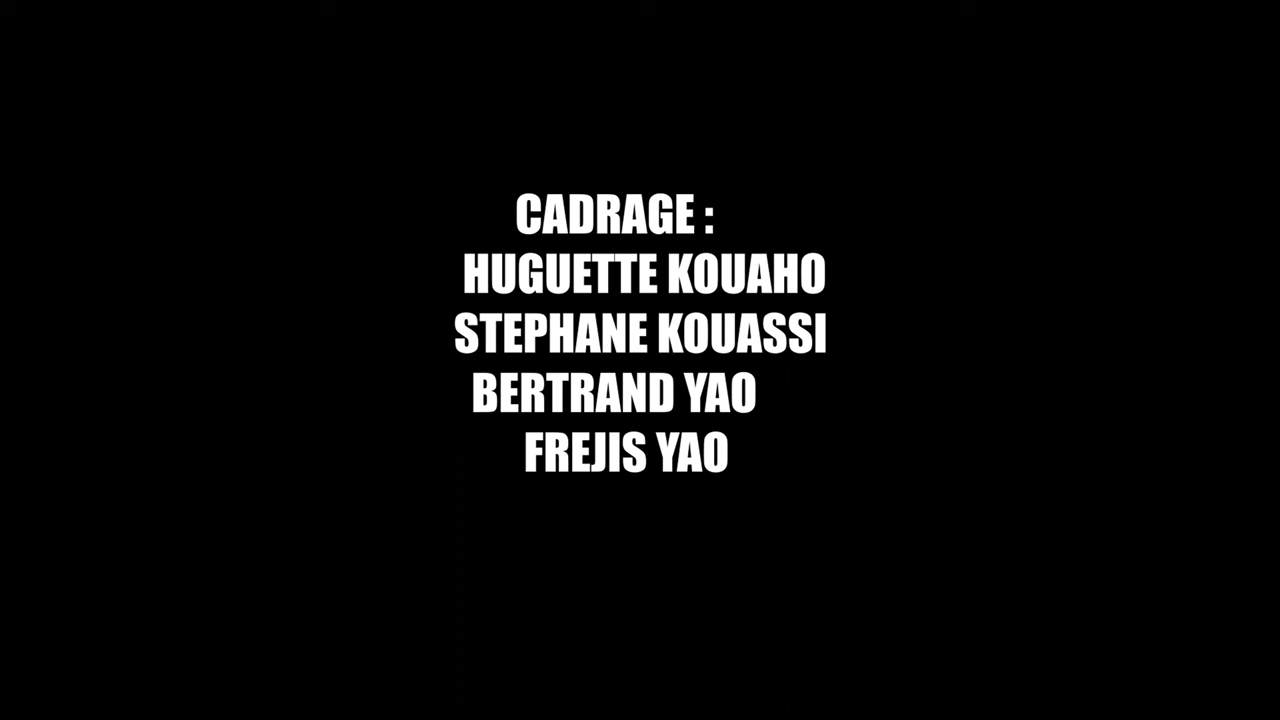 CADRAGE :
HUGUETTE KOUAHO
STEPHANE KOUASSI
BERTRAND YAO
FREJIS YAO